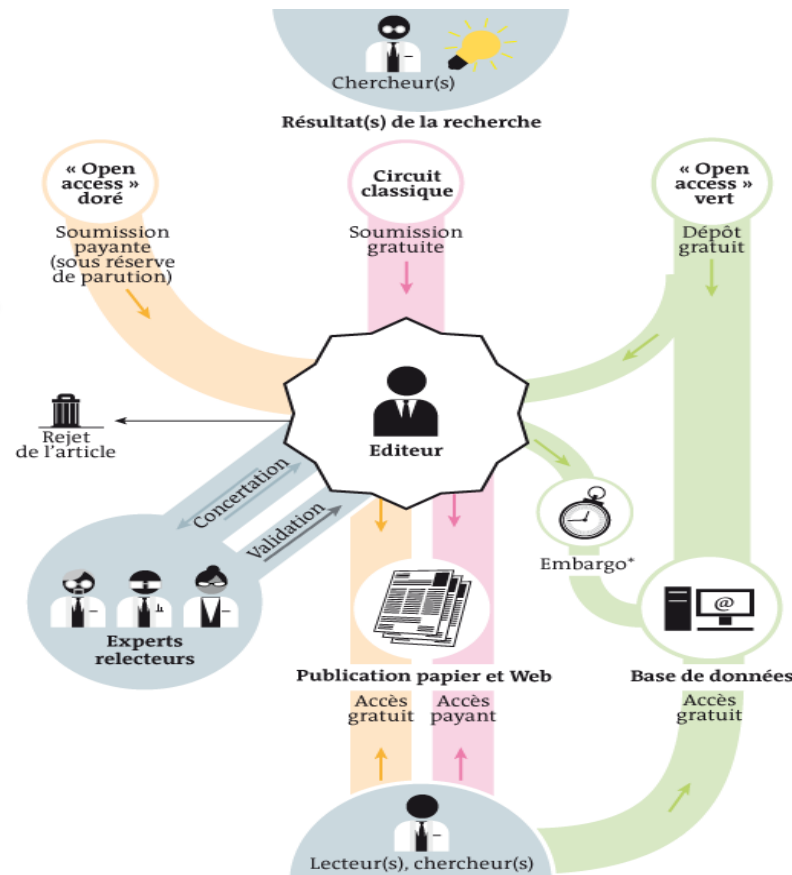 Chercheur(s)
Résultat(s) de la recherche
« Open
access »
doré
Circuit
classique
« Open
access »
vert
Soumission
payante
(sous réserve
de parution)
Soumission
gratuite
Dépôt
gratuit
Editeur
Rejet
de l'article
Concertation
Validation
Embargo*
@
Experts
relecteurs
Publication papier et Web
Base de données
Accès
gratuit
Accès
payant
Accès
gratuit
Lecteur(s), chercheur(s)